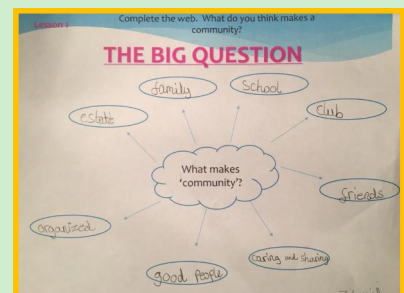 Lesson 1
Complete the web. What do you think makes a
community?
THE BIG QUESTION
family
School
estate
club
What makes
'community'?
friends
organized
caring and sharing
good people